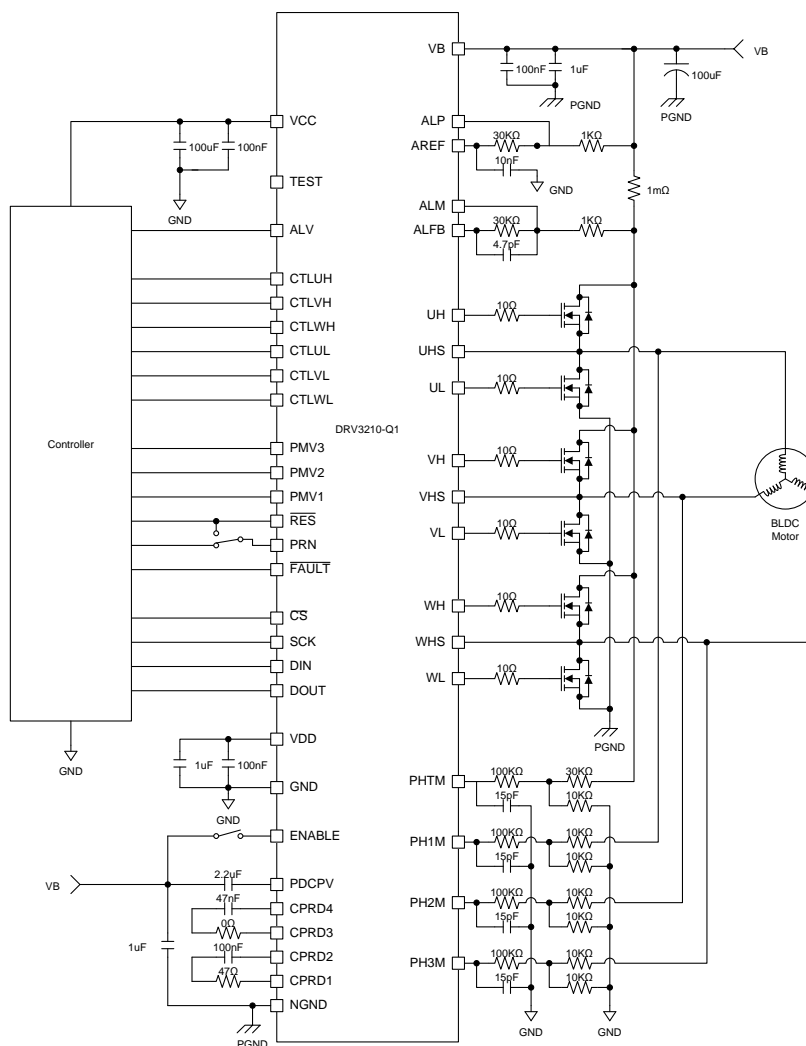 VB
VB
100nF
1uF
100uF
PGND
PGND
VCC
100uF
100nF
GND
TEST
ALP
AREF
30KΩ
1KΩ
10nF
GND
1mΩ
ALM
ALFB
30KΩ
1KΩ
4.7pF
ALV
CTLUH
CTLVH
CTLWH
CTLUL
CTLVL
CTLWL
Controller
DRV3210-Q1
PMV3
PMV2
PMV1
RES
PRN
FAULT
CS
SCK
DIN
DOUT
GND
UH
10Ω
UHS
UL
10Ω
VH
10Ω
VHS
VL
10Ω
BLDC
Motor
WH
10Ω
WHS
WL
10Ω
PGND
VDD
1uF
100nF
GND
GND
ENABLE
VB
2.2uF
PDCPV
47nF
CPRD4
0Ω
CPRD3
100nF
CPRD2
47Ω
CPRD1
1uF
NGND
PGND
PHTM
100KΩ
30KΩ
15pF
10KΩ
PH1M
100KΩ
10KΩ
15pF
10KΩ
PH2M
100KΩ
10KΩ
15pF
10KΩ
PH3M
100KΩ
10KΩ
15pF
10KΩ
GND
GND